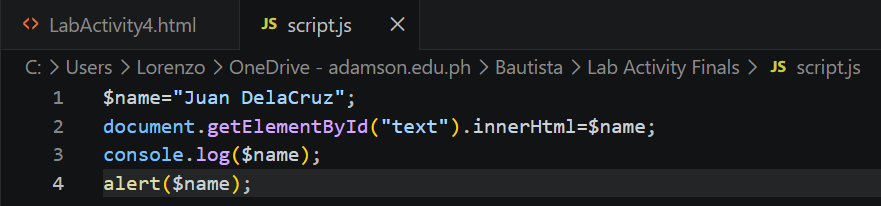 <> LabActivity4.html JS script.js ×
C: > Users > Lorenzo > OneDrive - adamson.edu.ph > Bautista > Lab Activity Finals > JS script.js
1 $name="Juan DelaCruz";
2 document.getElementById("text").innerHtml=$name;
3 console.log($name);
4 alert($name);